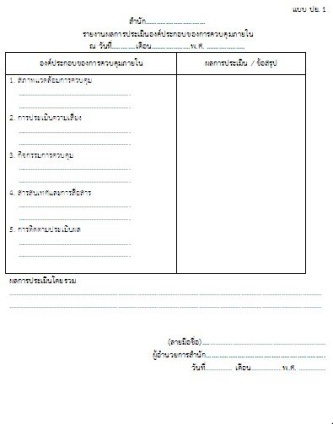 แบบ ปย. 1
สำนัก................................
รายงานผลการประเมินองค์ประกอบของการควบคุมภายใน
ณ วันที่............เดือน....................พ.ศ. ....................
องค์ประกอบของการควบคุมภายใน
ผลการประเมิน / ข้อสรุป
1. สภาพแวดล้อมการควบคุม
............................................................
............................................................
2. การประเมินความเสี่ยง
............................................................
............................................................
3. กิจกรรมการควบคุม
............................................................
............................................................
4. สารสนเทศและการสื่อสาร
............................................................
............................................................
5. การติดตามประเมินผล
............................................................
............................................................
ผลการประเมินโดยรวม
................................................................................................................................
................................................................................................................................
(ลายมือชื่อ)............................................................
ผู้อำนวยการสำนัก............................................................
วันที่............ เดือน............... พ.ศ. ...............